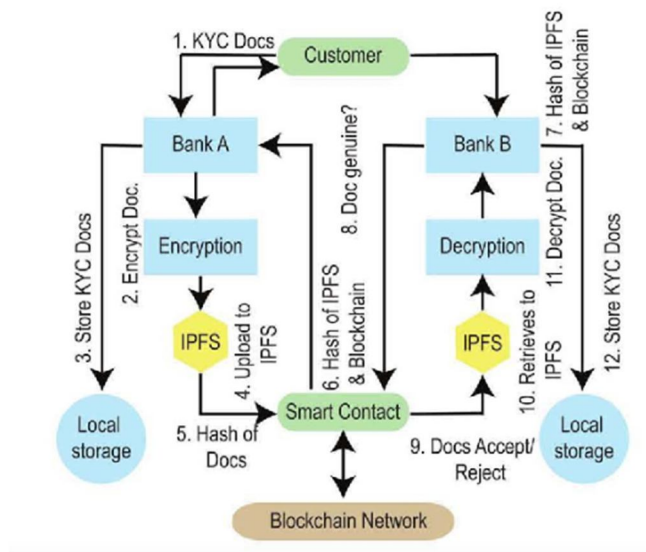 1. KYC Docs
Customer
7. Hash of IPFS
& Blockchain
Bank A
8. Doc genuine?
Bank B
3. Store KYC Docs
2. Encrypt Doc.
Encryption
Decryption
11. Decrypt Doc.
12. Store KYC Docs
IPFS
4. Upload to
IPFS
6. Hash of IPFS
& Blockchain
IPFS
10. Retrieves to
IPFS
Local
storage
5. Hash of
Docs
Smart Contact
9. Docs Accept/
Reject
Local
storage
Blockchain Network